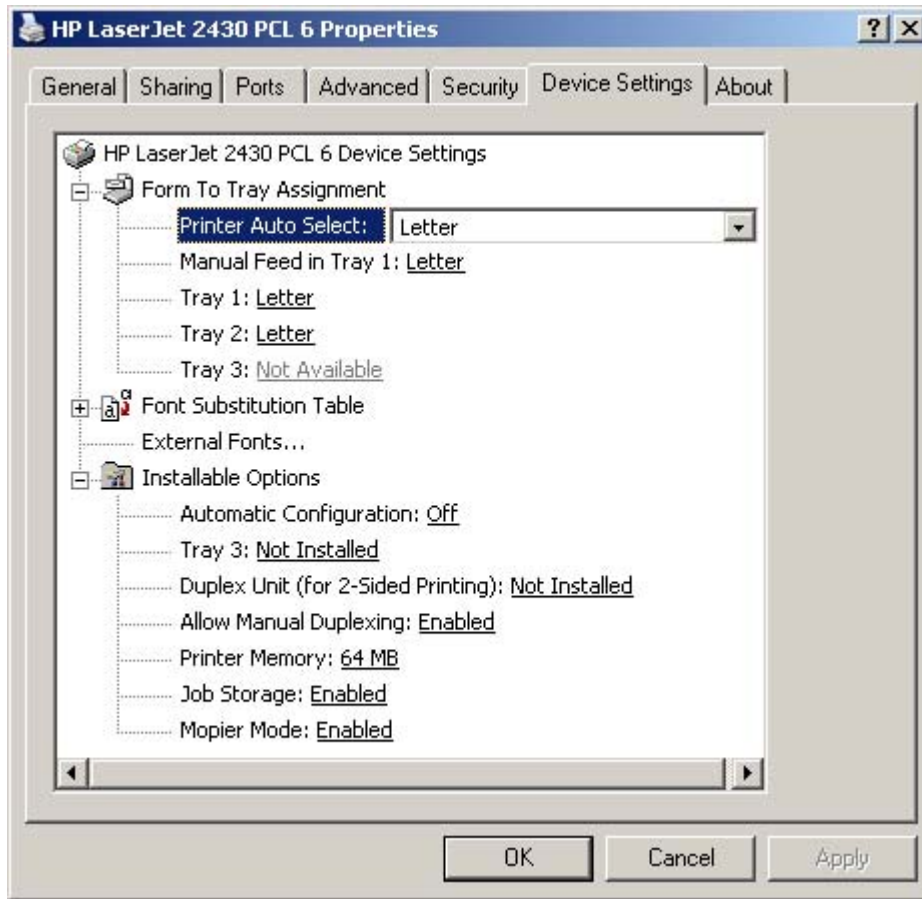 HP LaserJet 2430 PCL 6 Properties
General Sharing Ports Advanced Security Device Settings About
HP LaserJet 2430 PCL 6 Device Settings
Form To Tray Assignment
Printer Auto Select: Letter
Manual Feed in Tray 1: Letter
Tray 1: Letter
Tray 2: Letter
Tray 3: Not Available
Font Substitution Table
External Fonts...
Installable Options
Automatic Configuration: Off
Tray 3: Not Installed
Duplex Unit (for 2-Sided Printing): Not Installed
Allow Manual Duplexing: Enabled
Printer Memory: 64 MB
Job Storage: Enabled
Mopier Mode: Enabled
OK Cancel Apply